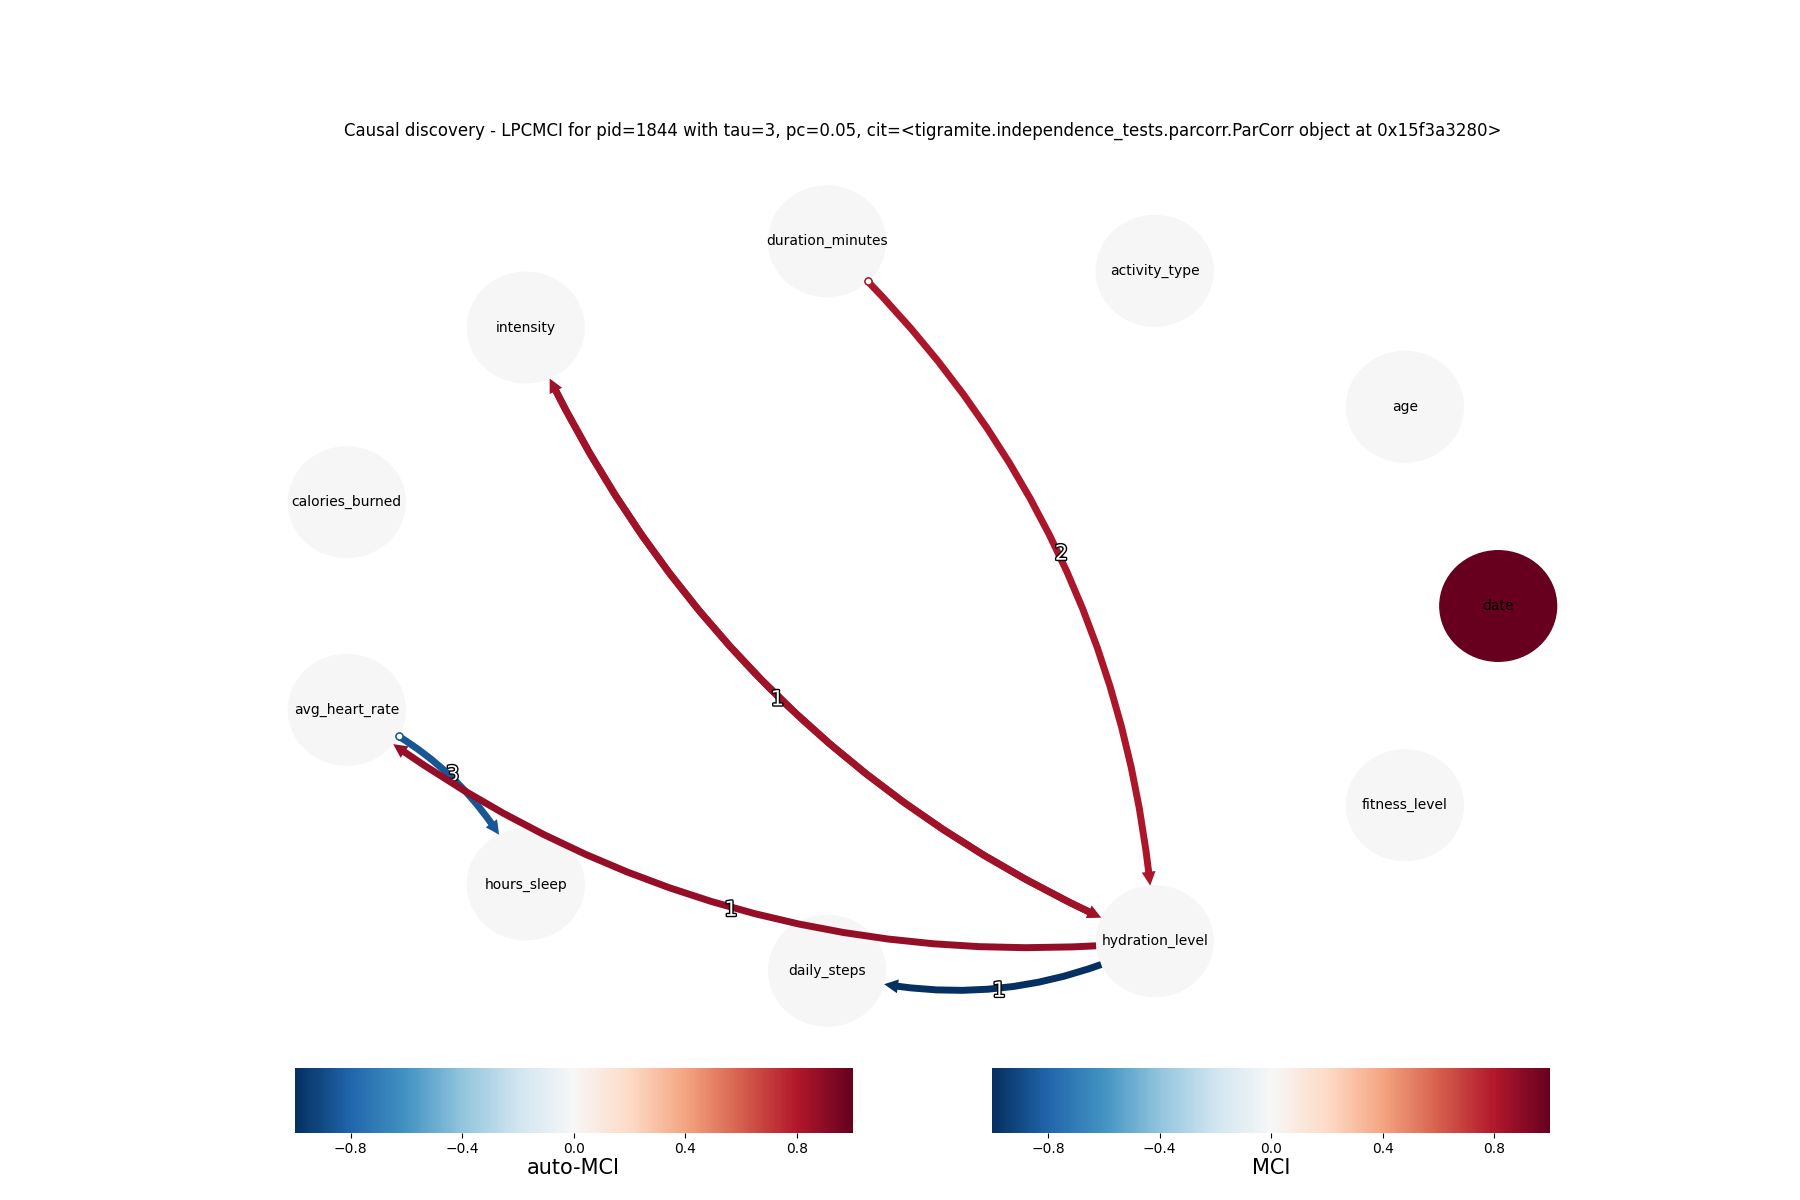 Causal discovery - LPCMCI for pid=1844 with tau=3, pc=0.05, cit=<tigramite.independence_tests.parcorr.ParCorr object at 0x15f3a3280>
duration_minutes
activity_type
intensity
age
calories_burned
2
date
1
avg_heart_rate
3
fitness_level
hours_sleep
1
hydration_level
daily_steps
1
−0.8 −0.4 0.0 0.4 0.8
auto-MCI
−0.8 −0.4 0.0 0.4 0.8
MCI